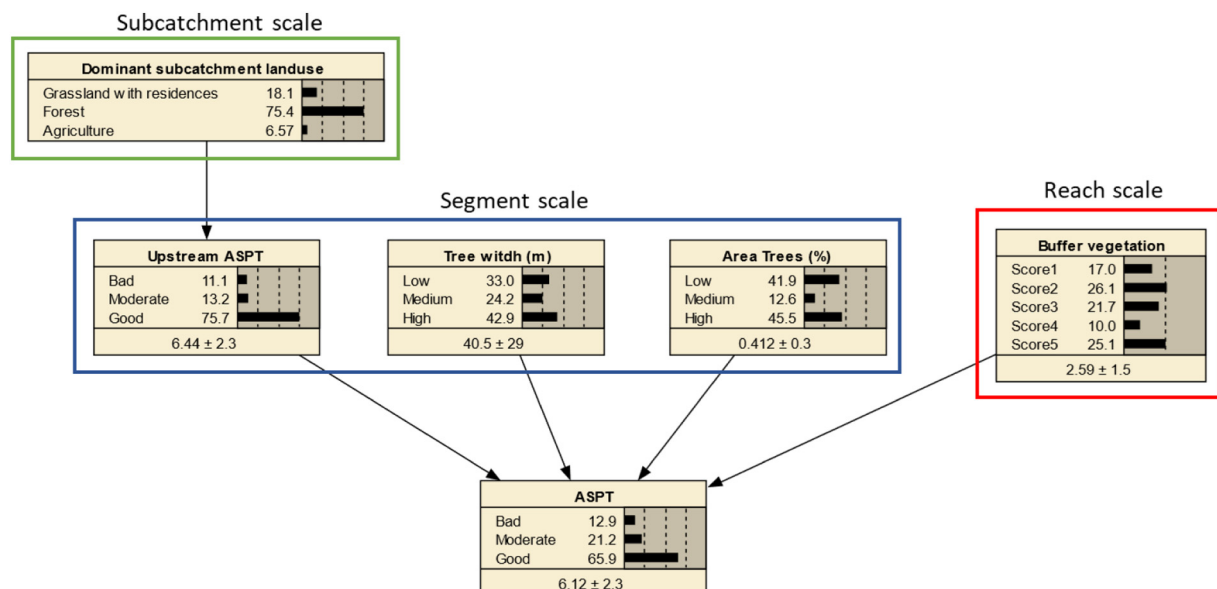 Subcatchment scale
Dominant subcatchment landuse
Grassland with residences 18.1
Forest 75.4
Agriculture 6.57
Segment scale
Reach scale
Upstream ASPT
Bad 11.1
Moderate 13.2
Good 75.7
6.44 ± 2.3
Tree witdh (m)
Low 33.0
Medium 24.2
High 42.9
40.5 ± 29
Area Trees (%)
Low 41.9
Medium 12.6
High 45.5
0.412 ± 0.3
Buffer vegetation
Score1 17.0
Score2 26.1
Score3 21.7
Score4 10.0
Score5 25.1
2.59 ± 1.5
ASPT
Bad 12.9
Moderate 21.2
Good 65.9
6.12 ± 2.3